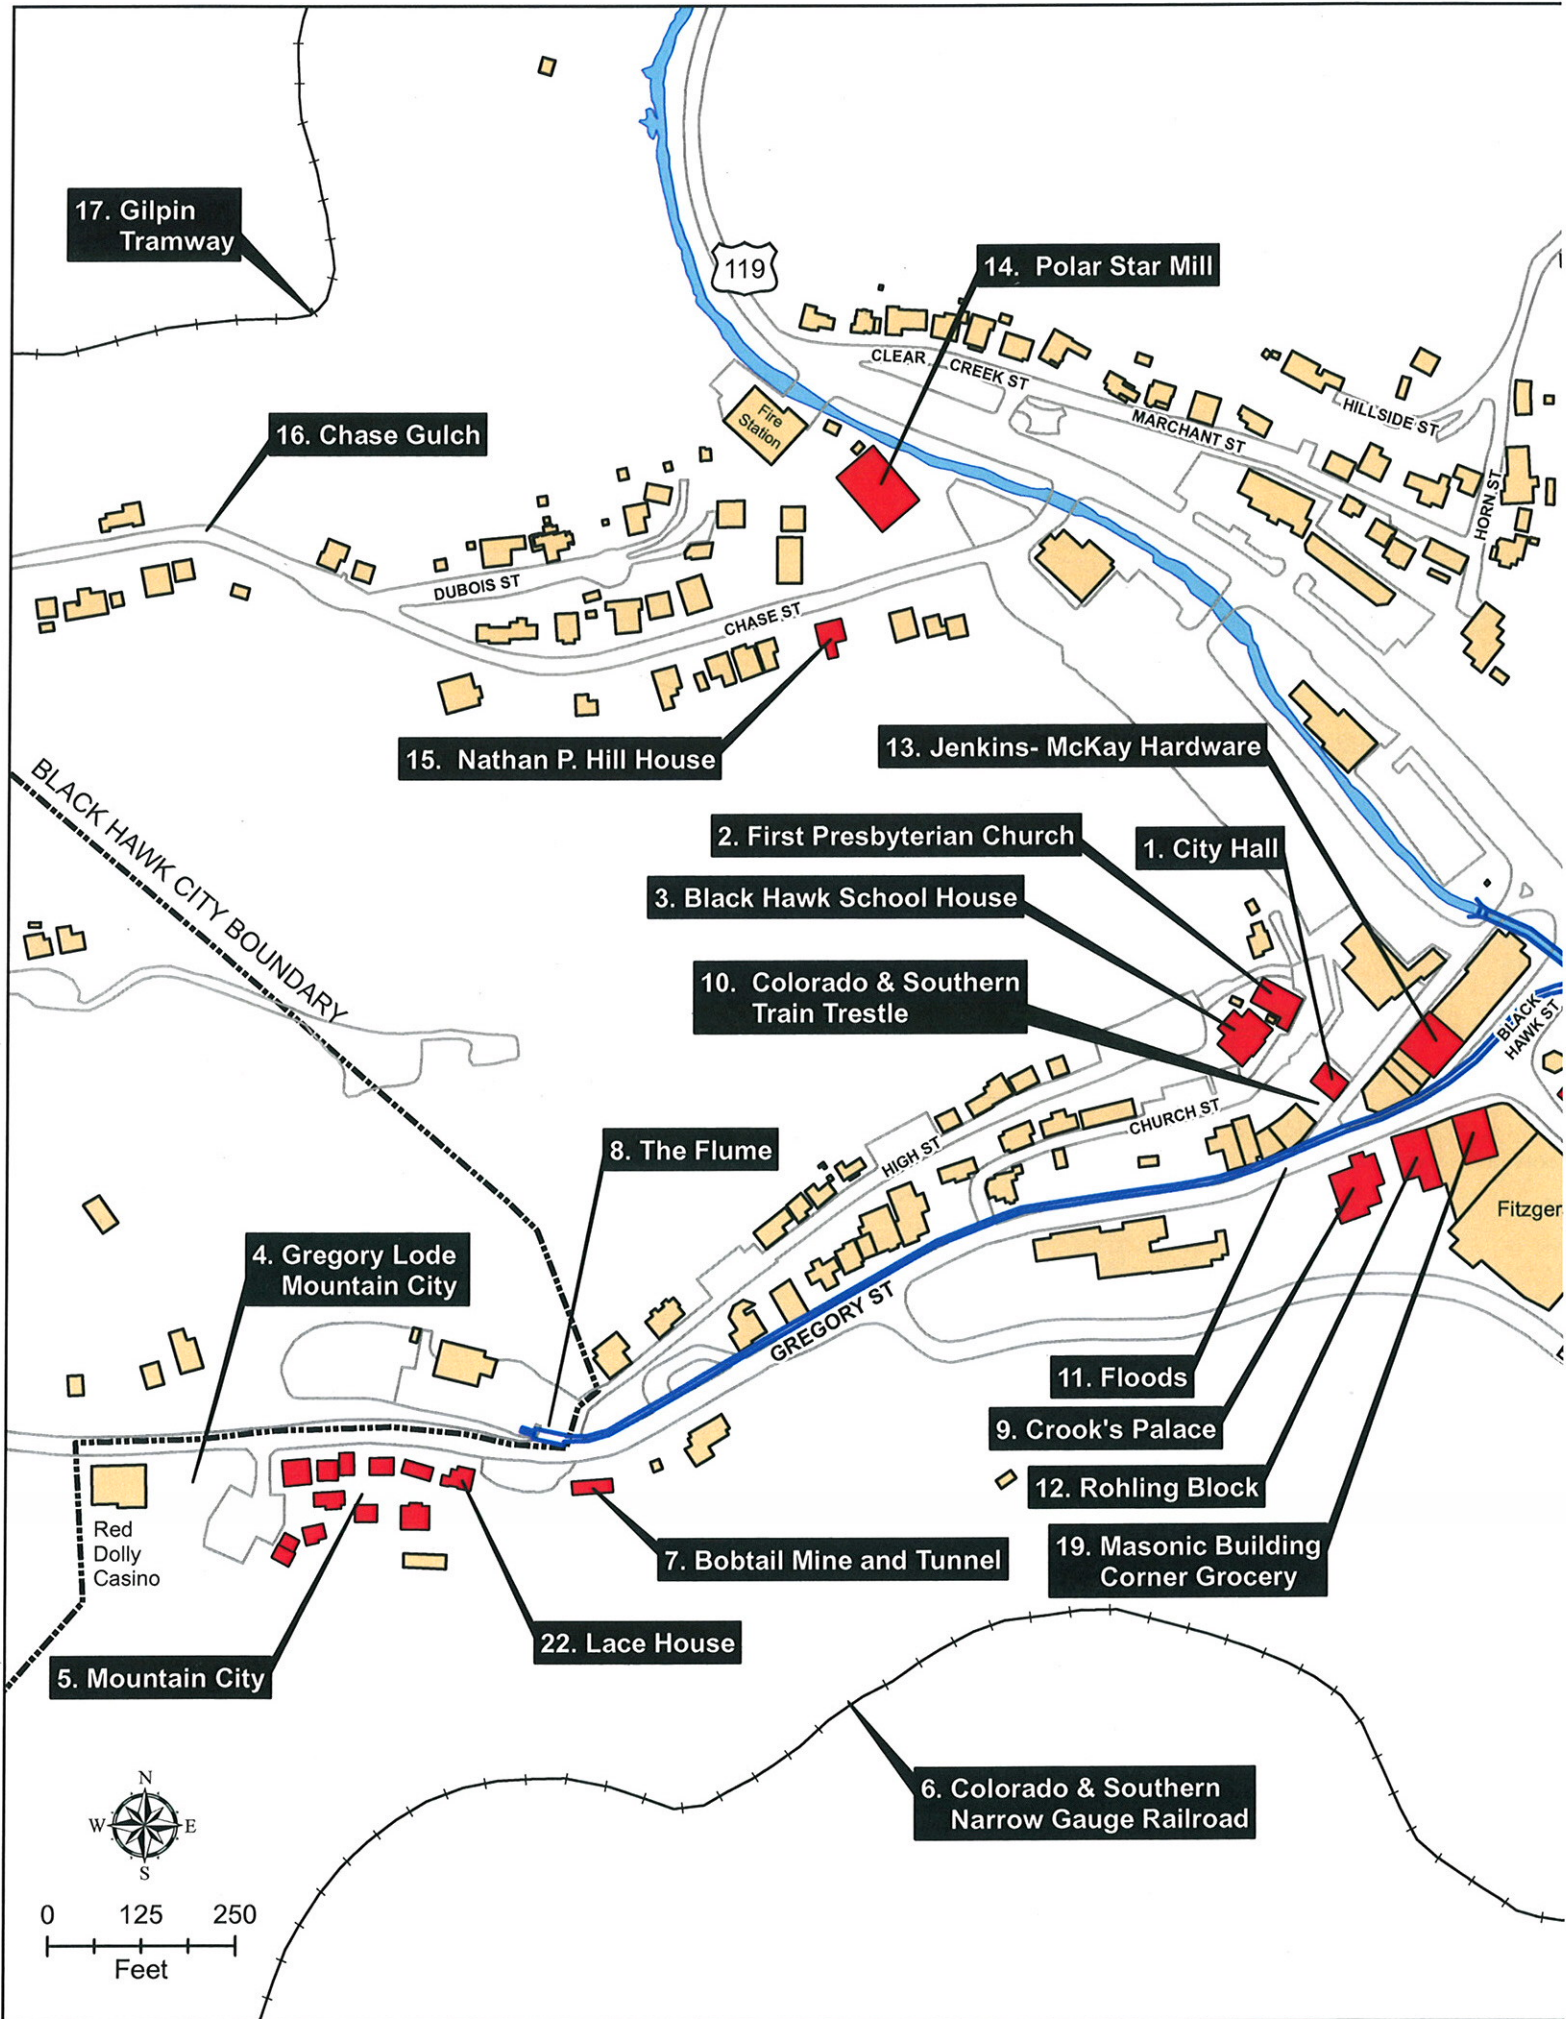 17. Gilpin
Tramway
119
14. Polar Star Mill
CLEAR CREEK ST
Fire
Station
MARCHANT ST
HILLSIDE ST
HORN ST
16. Chase Gulch
DUBOIS ST
CHASE ST
15. Nathan P. Hill House
13. Jenkins- McKay Hardware
BLACK HAWK CITY BOUNDARY
2. First Presbyterian Church
1. City Hall
3. Black Hawk School House
10. Colorado & Southern
Train Trestle
BLACK
HAWK ST
CHURCH ST
HIGH ST
8. The Flume
Fitzger
4. Gregory Lode
Mountain City
GREGORY ST
11. Floods
9. Crook's Palace
12. Rohling Block
Red
Dolly
Casino
7. Bobtail Mine and Tunnel
19. Masonic Building
Corner Grocery
22. Lace House
5. Mountain City
6. Colorado & Southern
Narrow Gauge Railroad
N
W E
S
0 125 250
Feet